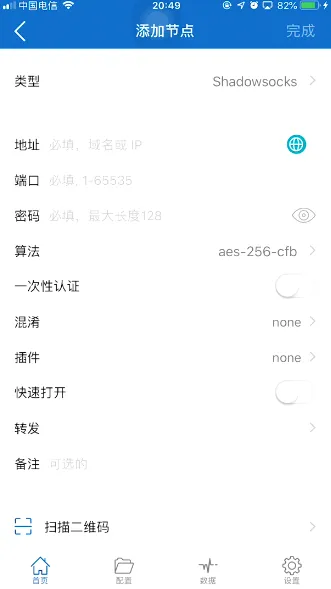 中国电信 20:49 82%
添加节点 完成
类型 Shadowsocks
地址 必填，域名或 IP
端口 必填, 1-65535
密码 必填，最大长度128
算法 aes-256-cfb
一次性认证
混淆 none
插件 none
快速打开
转发
备注 可选的
扫描二维码
首页 配置 数据 设置